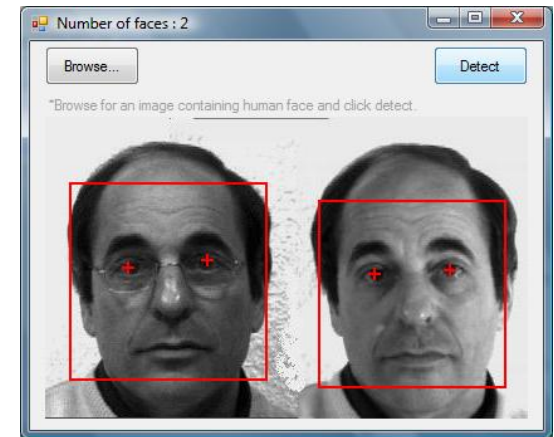 Number of faces : 2
Browse...
Detect
*Browse for an image containing human face and click detect.